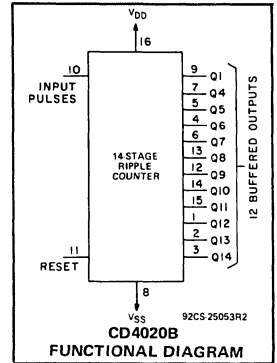 VDD
16
10
INPUT
PULSES
14-STAGE
RIPPLE
COUNTER
9 Q1
7 Q4
5 Q5
4 Q6
6 Q7
13 Q8
12 Q9
14 Q10
15 Q11
1 Q12
2 Q13
3 Q14
12 BUFFERED OUTPUTS
11
RESET
8
VSS
92CS-25053R2
CD4020B
FUNCTIONAL DIAGRAM